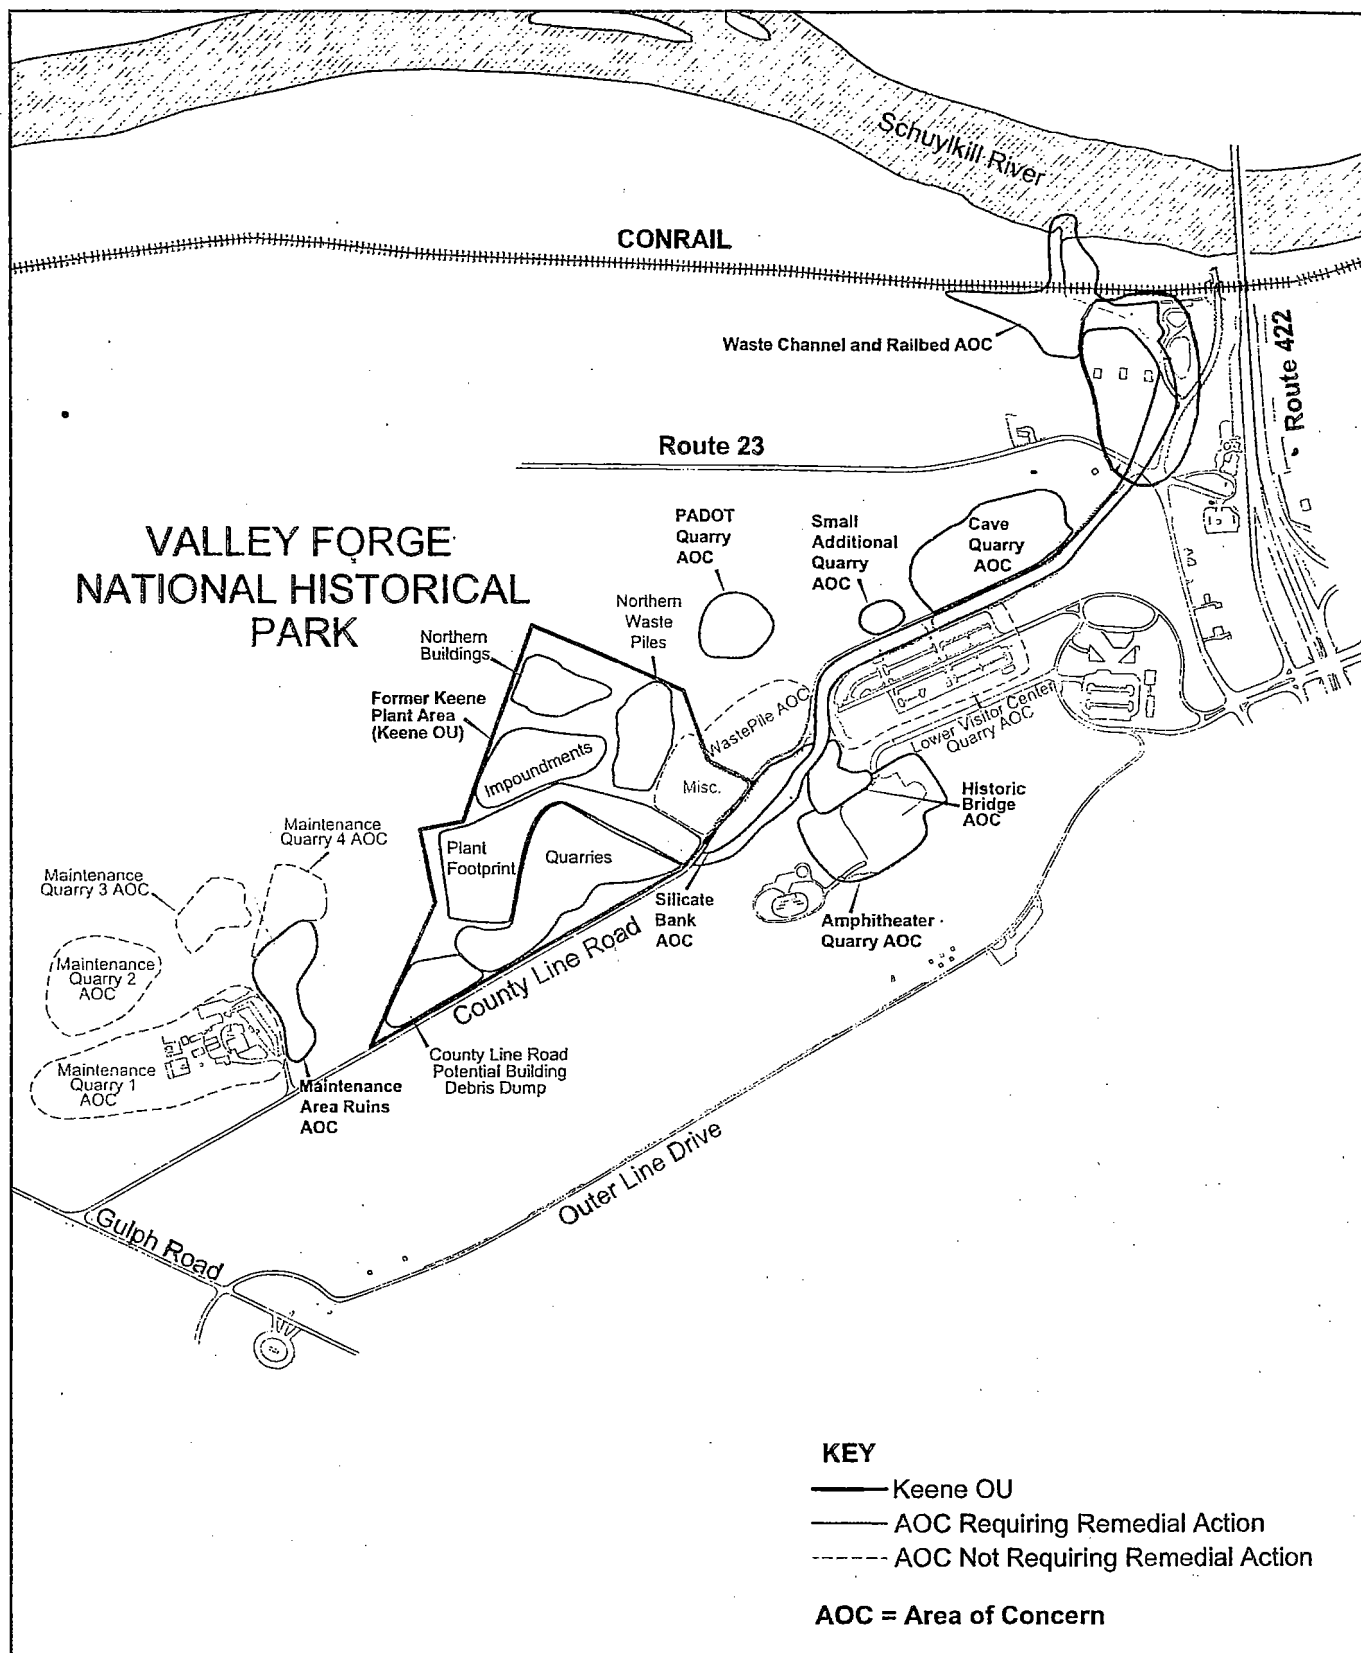 Schuylkill River
CONRAIL
Waste Channel and Railbed AOC
Route 422
Route 23
VALLEY FORGE
NATIONAL HISTORICAL
PARK
PADOT
Quarry
AOC
Small
Additional
Quarry
AOC
Cave
Quarry
AOC
Northern
Waste
Piles
Northern
Buildings
Former Keene
Plant Area
(Keene OU)
WastePile AOC
Lower Visitor Center
Quarry AOC
Impoundments
Misc.
Historic
Bridge
AOC
Maintenance
Quarry 4 AOC
Plant
Footprint
Quarries
Maintenance
Quarry 3 AOC
Silicate
Bank
AOC
Amphitheater
Quarry AOC
Maintenance
Quarry 2
AOC
County Line Road
Maintenance
Quarry 1
AOC
County Line Road
Potential Building
Debris Dump
Maintenance
Area Ruins
AOC
Outer Line Drive
Gulph Road
KEY
Keene OU
AOC Requiring Remedial Action
AOC Not Requiring Remedial Action
AOC = Area of Concern